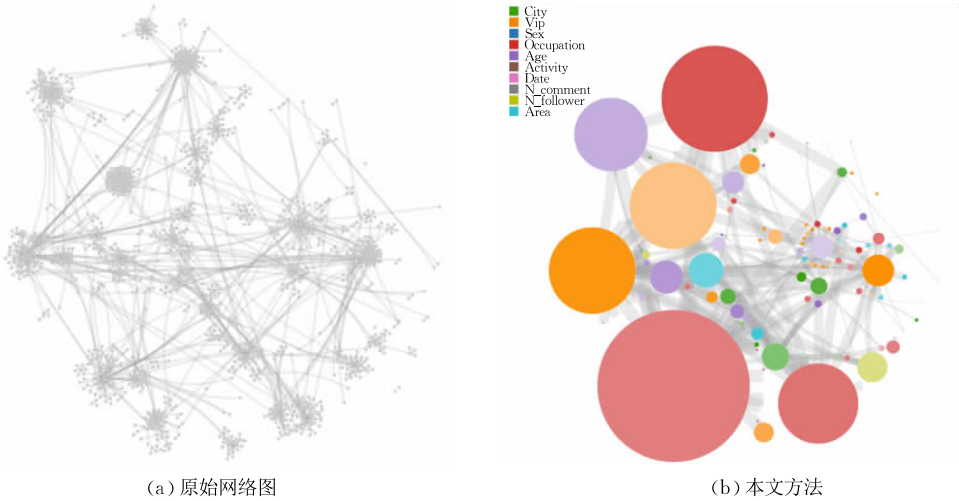 City
Vip
Sex
Occupation
Age
Activity
Date
N_comment
N_follower
Area
(a)原始网络图
(b)本文方法